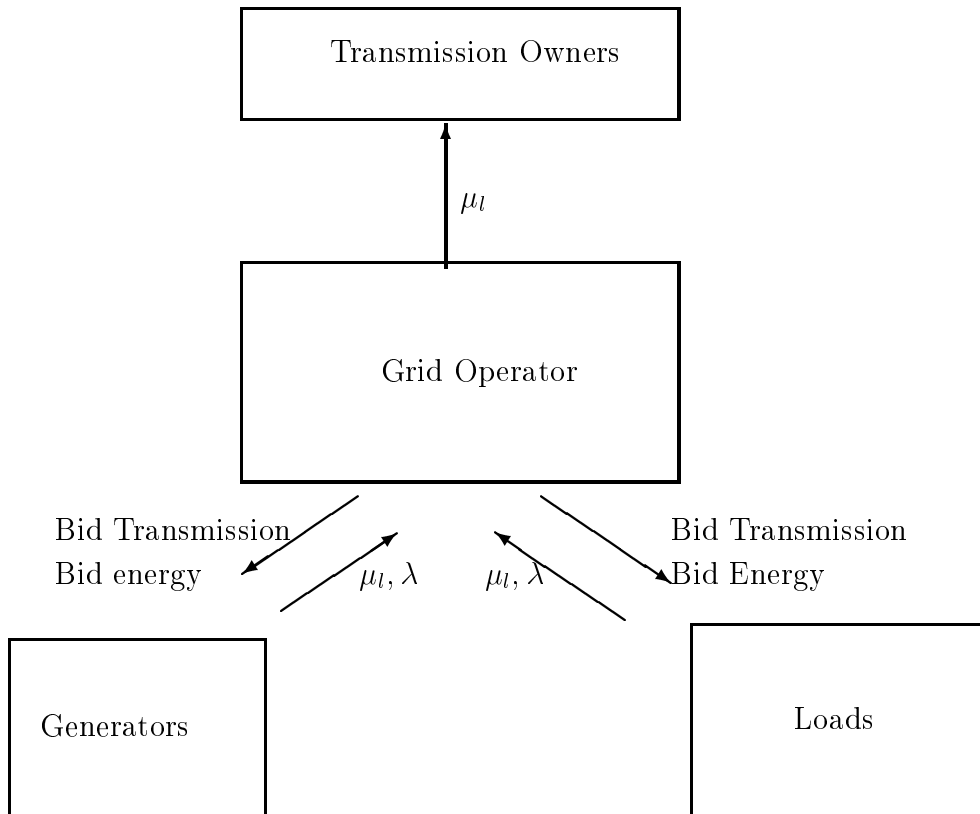 Transmission Owners
μ_l
Grid Operator
Bid Transmission
Bid energy
μ_l, λ
μ_l, λ
Bid Transmission
Bid Energy
Generators
Loads